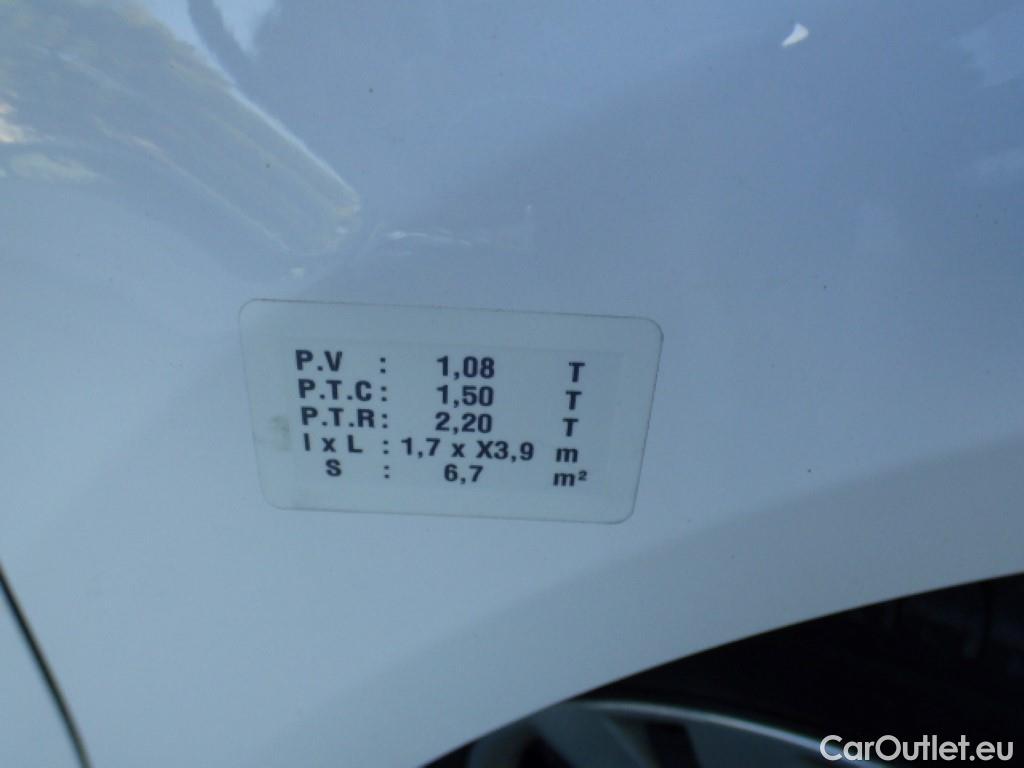 P.V : 1,08 T
P.T.C : 1,50 T
P.T.R : 2,20 T
l x L : 1,7 x X3,9 m
S : 6,7 m²
CarOutlet.eu